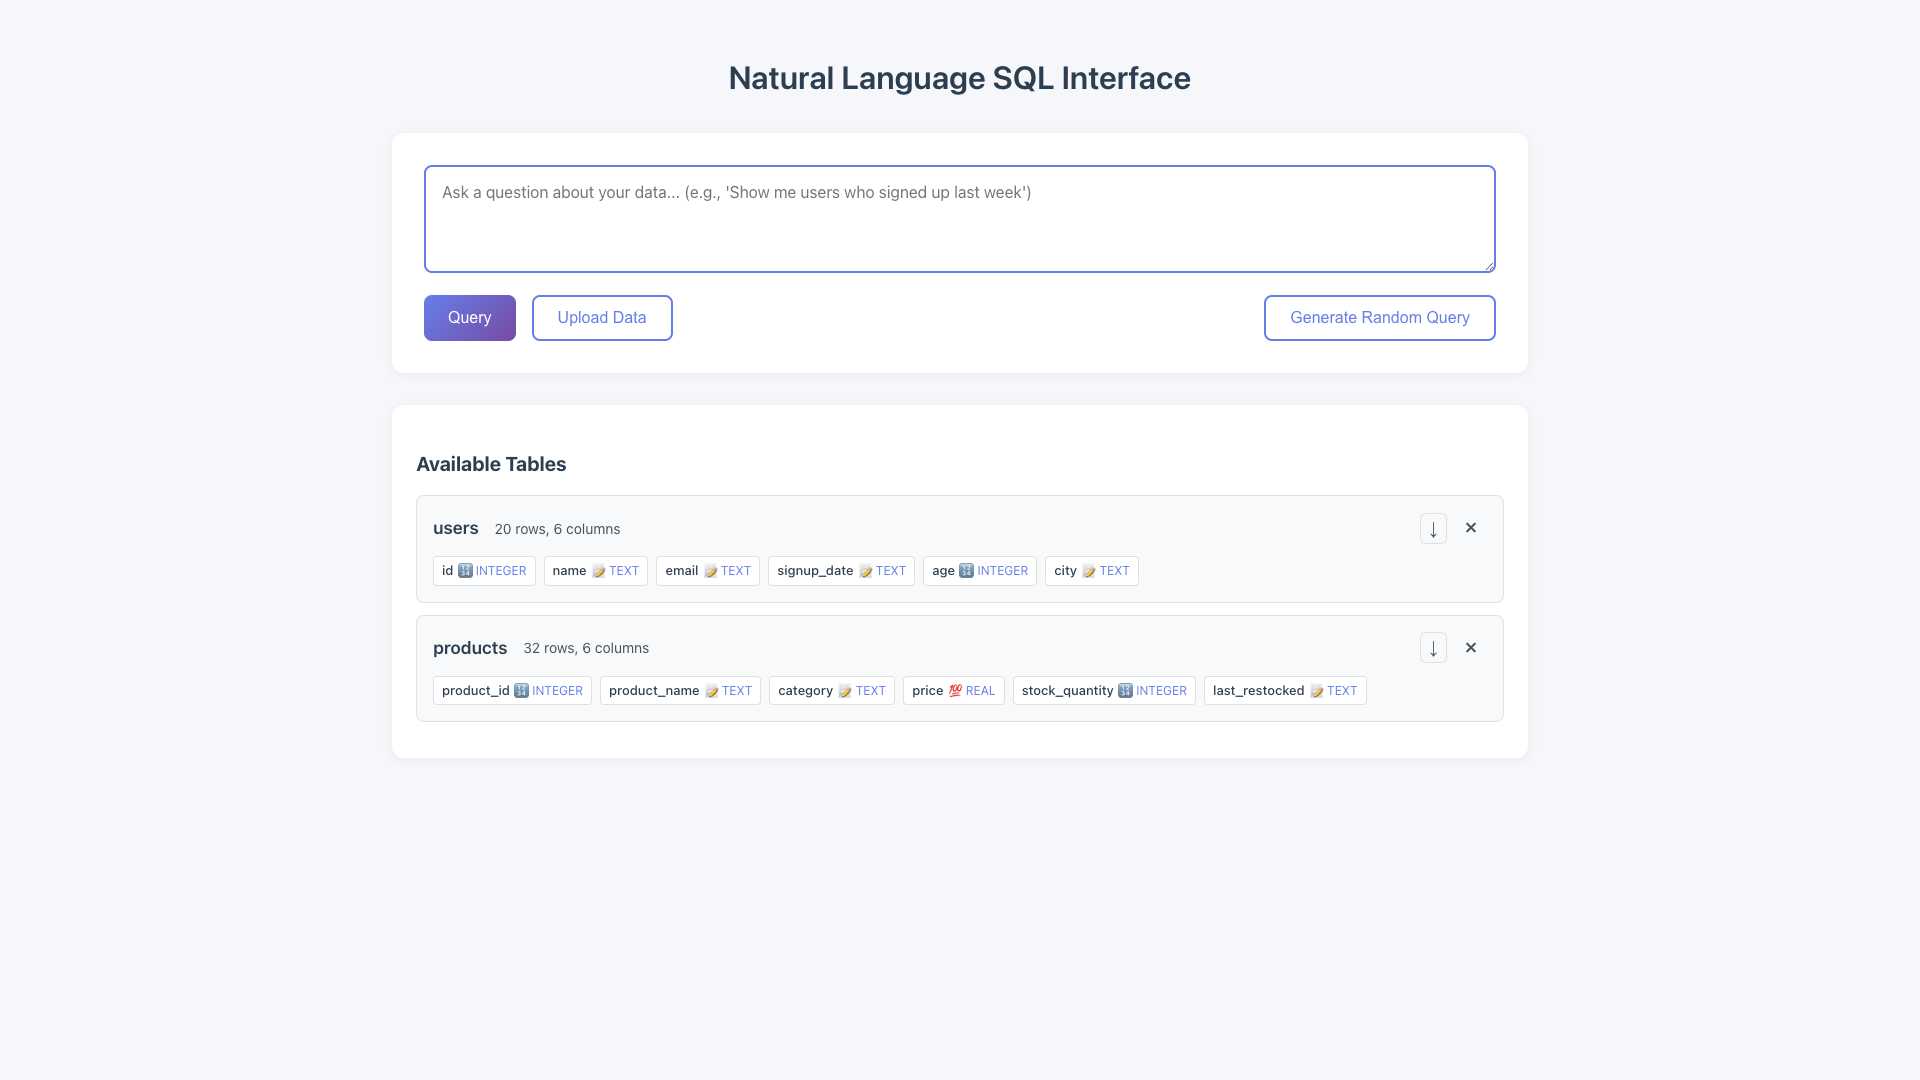 Natural Language SQL Interface
Ask a question about your data... (e.g., 'Show me users who signed up last week')
Query Upload Data Generate Random Query
Available Tables
users 20 rows, 6 columns ↓ ×
id 🔢 INTEGER name 📝 TEXT email 📝 TEXT signup_date 📝 TEXT age 🔢 INTEGER city 📝 TEXT
products 32 rows, 6 columns ↓ ×
product_id 🔢 INTEGER product_name 📝 TEXT category 📝 TEXT price 💯 REAL stock_quantity 🔢 INTEGER last_restocked 📝 TEXT